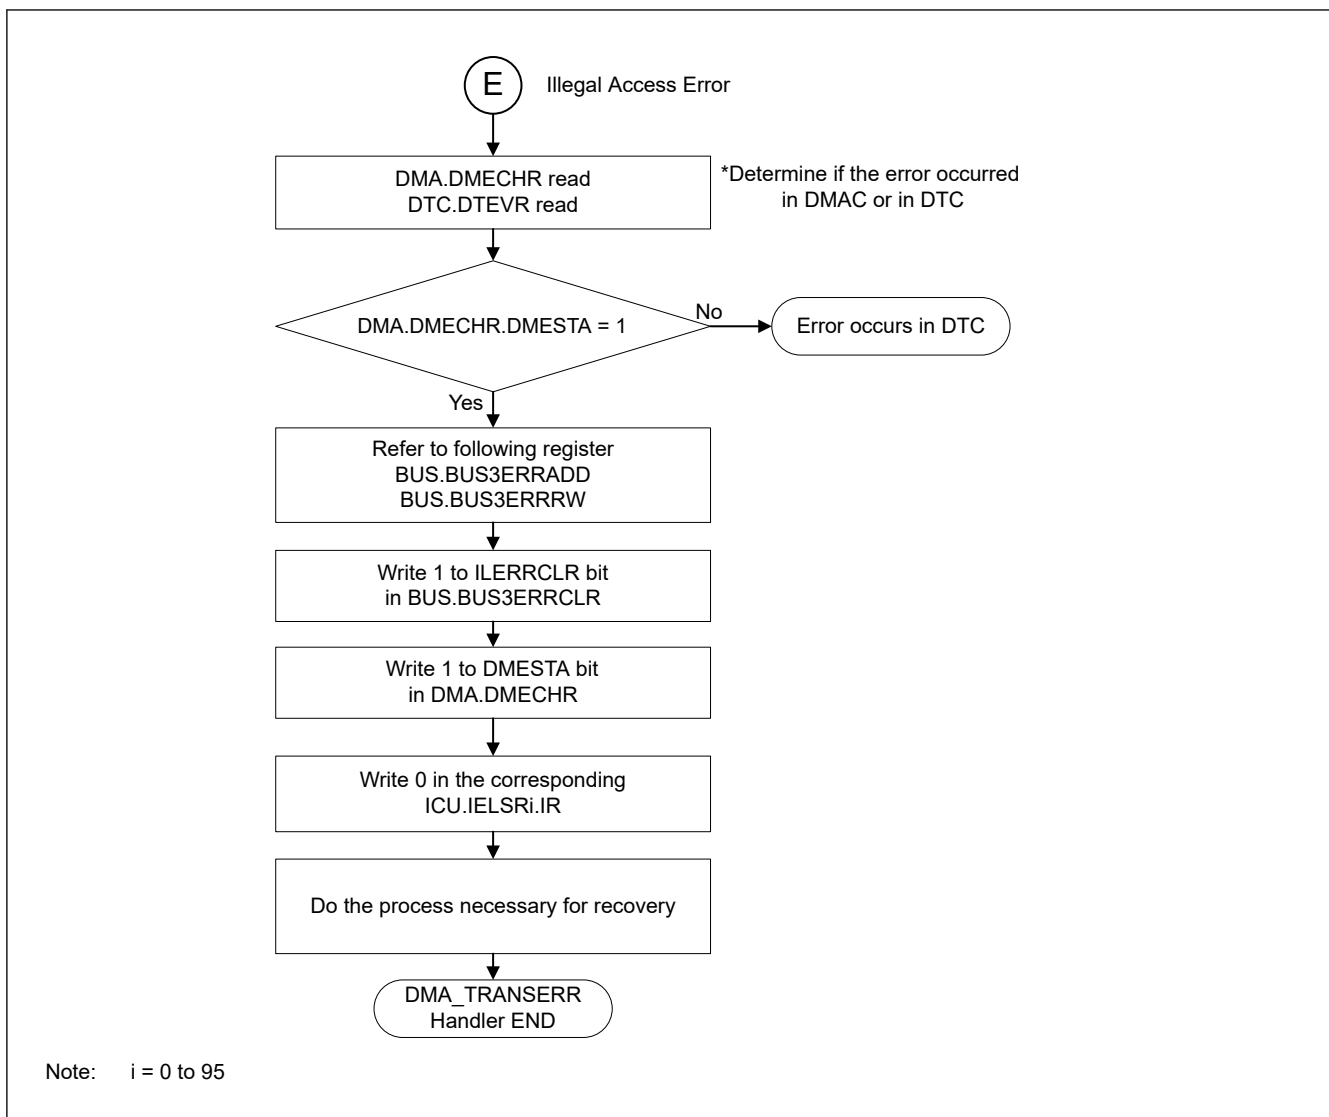 E
Illegal Access Error
DMA.DMECHR read
DTC.DTEVR read
*Determine if the error occurred
in DMAC or in DTC
DMA.DMECHR.DMESTA = 1
No
Error occurs in DTC
Yes
Refer to following register
BUS.BUS3ERRADD
BUS.BUS3ERRRW
Write 1 to ILERRCLR bit
in BUS.BUS3ERRCLR
Write 1 to DMESTA bit
in DMA.DMECHR
Write 0 in the corresponding
ICU.IELSRi.IR
Do the process necessary for recovery
DMA_TRANSERR
Handler END
Note: i = 0 to 95